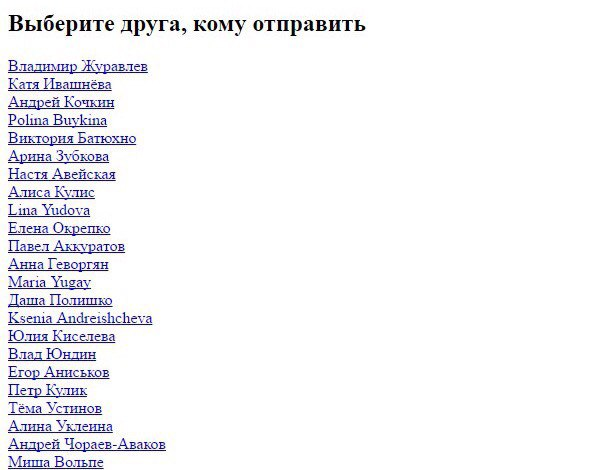 Выберите друга, кому отправить
Владимир Журавлев
Катя Ивашнёва
Андрей Кочкин
Polina Buykina
Виктория Батюхно
Арина Зубкова
Настя Авейская
Алиса Кулис
Lina Yudova
Елена Окрепко
Павел Аккуратов
Анна Геворгян
Maria Yugay
Даша Полишко
Ksenia Andreishcheva
Юлия Киселева
Влад Юндин
Егор Аниськов
Петр Кулик
Тёма Устинов
Алина Уклеина
Андрей Чораев-Аваков
Миша Вольпе